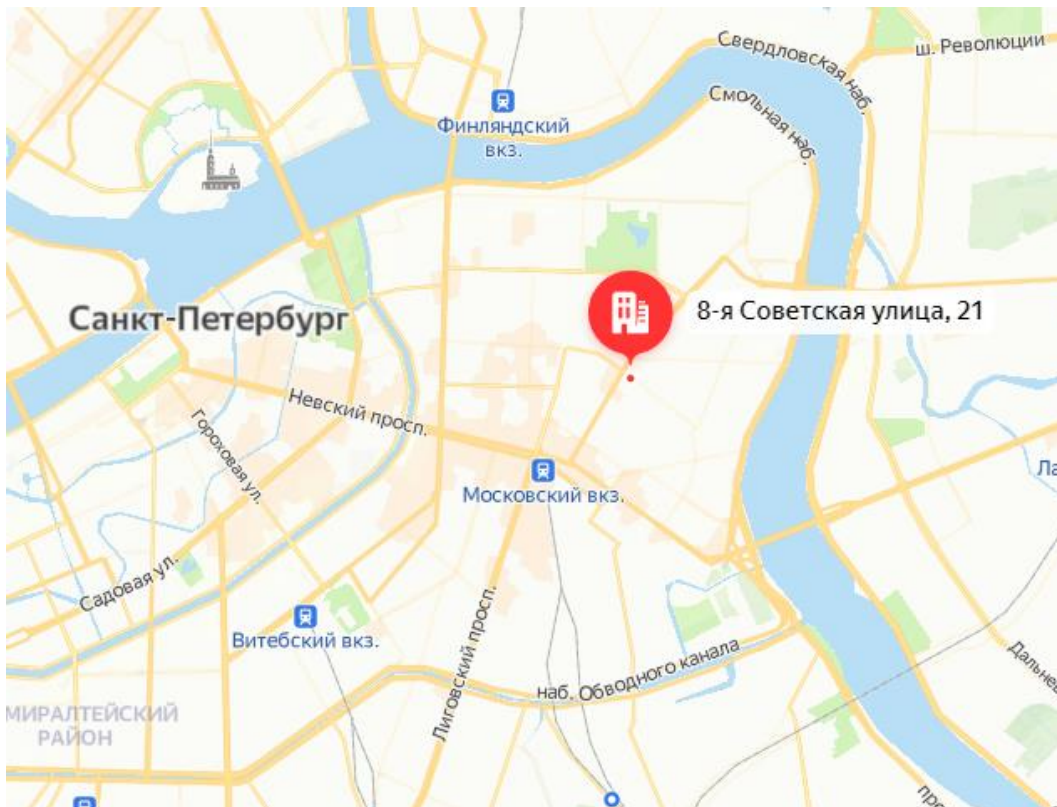 Свердловская наб.
ш. Революции
Смольная наб.
Финляндский
вкз.
Санкт-Петербург
8-я Советская улица, 21
Невский просп.
Гороховая ул.
Московский вкз.
Садовая ул.
Витебский вкз.
Лиговский просп.
наб. Обводного канала
МИРАЛТЕЙСКИЙ
РАЙОН